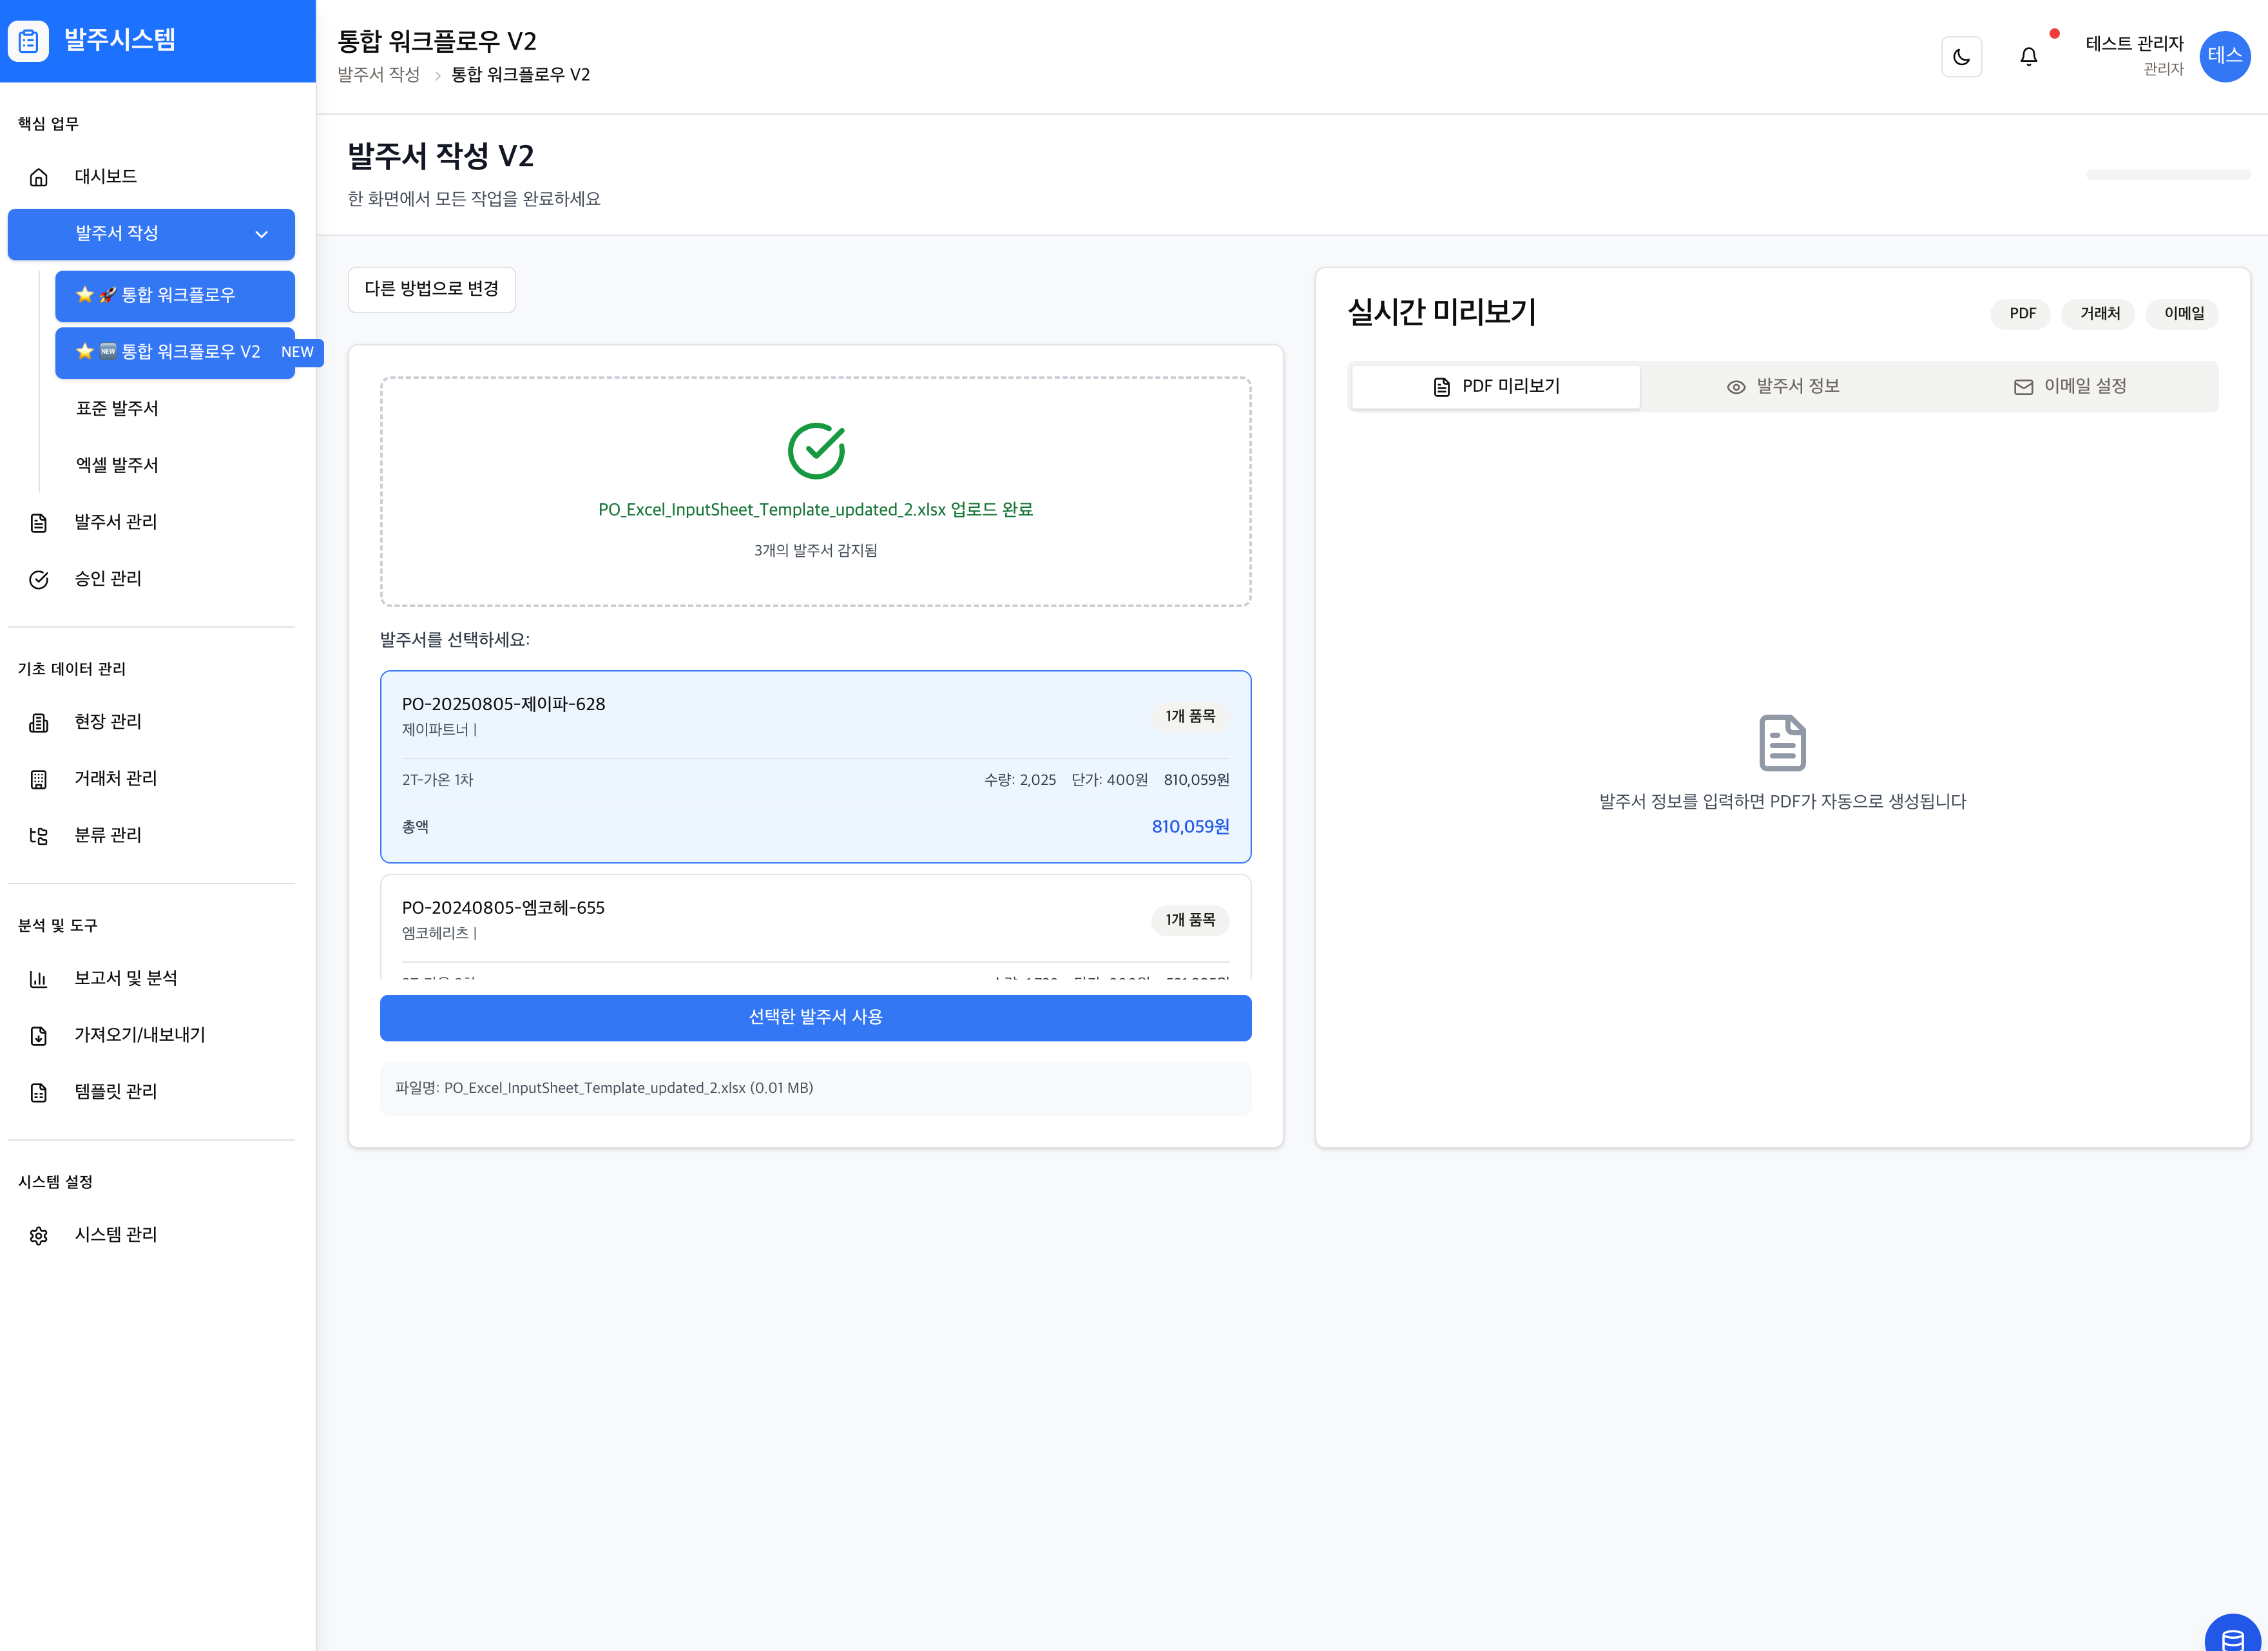 발주시스템
핵심 업무
대시보드
발주서 작성
⭐ 🚀 통합 워크플로우
⭐ 🆕 통합 워크플로우 V2 NEW
표준 발주서
엑셀 발주서
발주서 관리
승인 관리
기초 데이터 관리
현장 관리
거래처 관리
분류 관리
분석 및 도구
보고서 및 분석
가져오기/내보내기
템플릿 관리
시스템 설정
시스템 관리
통합 워크플로우 V2
발주서 작성 > 통합 워크플로우 V2
테스트 관리자
관리자
테스
발주서 작성 V2
한 화면에서 모든 작업을 완료하세요
다른 방법으로 변경
PO_Excel_InputSheet_Template_updated_2.xlsx 업로드 완료
3개의 발주서 감지됨
발주서를 선택하세요:
PO-20250805-제이파-628
제이파트너 |
1개 품목
2T-가온 1차 수량: 2,025 단가: 400원 810,059원
총액 810,059원
PO-20240805-엠코헤-655
엠코헤리츠 |
1개 품목
선택한 발주서 사용
파일명: PO_Excel_InputSheet_Template_updated_2.xlsx (0.01 MB)
실시간 미리보기
PDF 거래처 이메일
PDF 미리보기 발주서 정보 이메일 설정
발주서 정보를 입력하면 PDF가 자동으로 생성됩니다